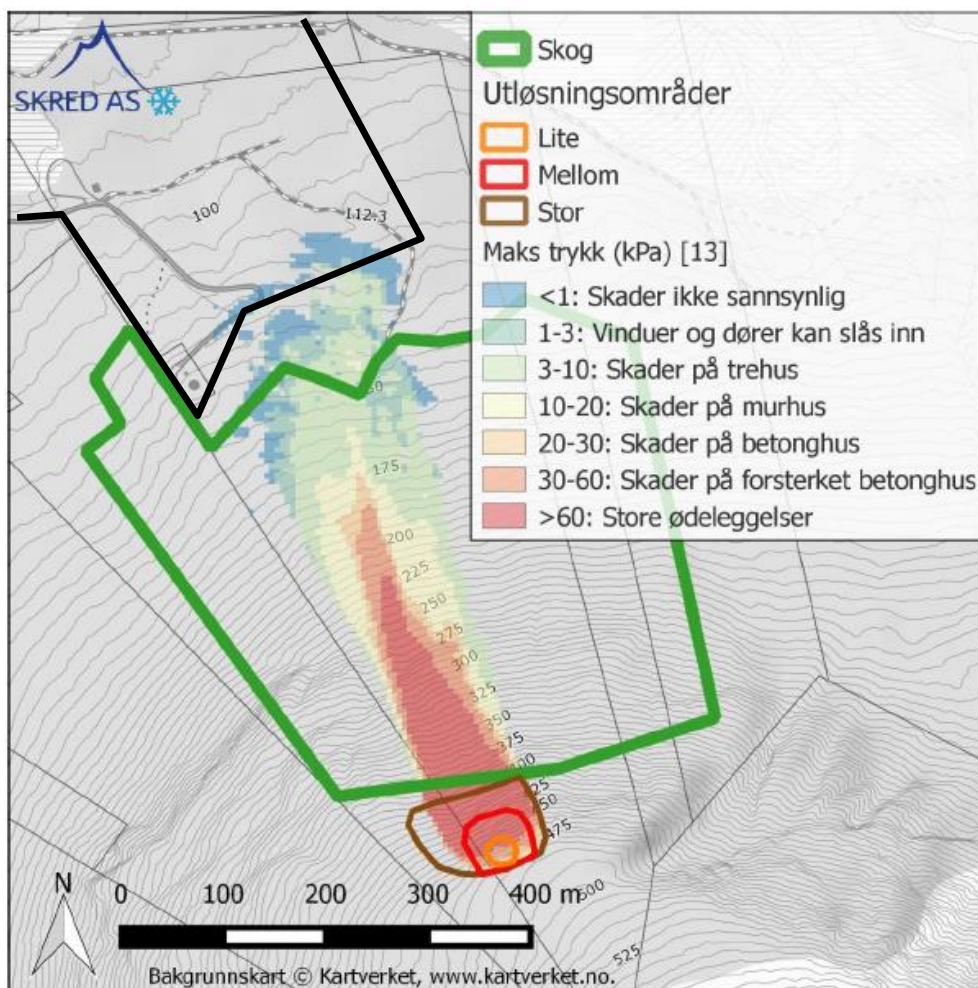 SKRED AS
Skog
Utløsningsområder
Lite
Mellom
Stor
Maks trykk (kPa) [13]
<1: Skader ikke sannsynlig
1-3: Vinduer og dører kan slås inn
3-10: Skader på trehus
10-20: Skader på murhus
20-30: Skader på betonghus
30-60: Skader på forsterket betonghus
>60: Store ødeleggelser
100
112.3
175
200
225
250
275
300
325
350
375
475
500
525
N
0 100 200 300 400 m
Bakgrunnskart © Kartverket, www.kartverket.no.